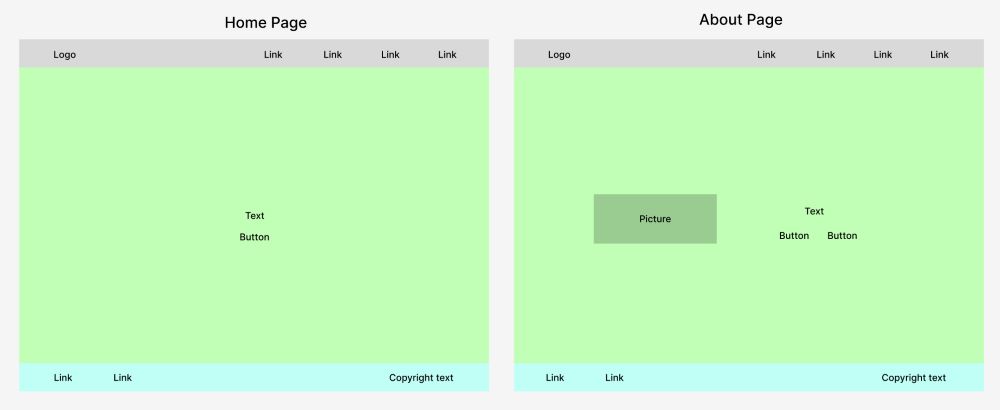 Home Page
Logo Link Link Link Link
Text
Button
Link Link Copyright text
About Page
Logo Link Link Link Link
Picture
Text
Button Button
Link Link Copyright text